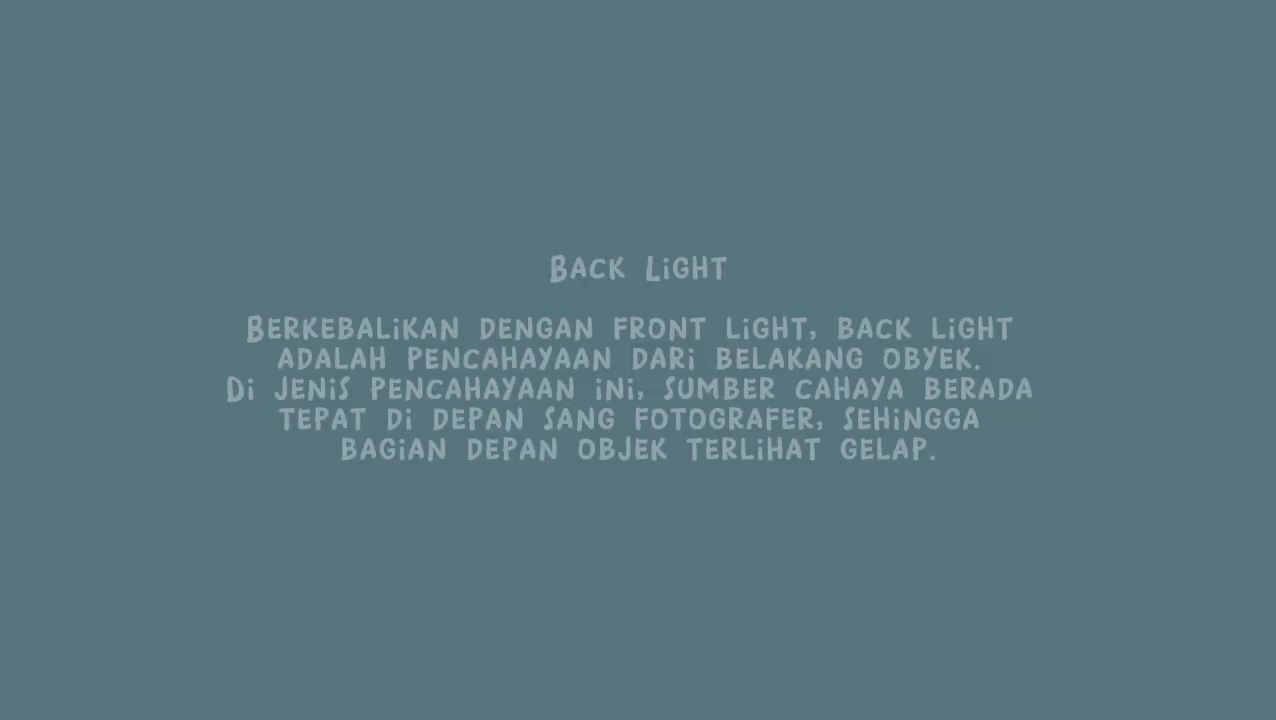 Back Light
Berkebalikan dengan front light, back light
adalah pencahayaan dari belakang obyek.
Di jenis pencahayaan ini, sumber cahaya berada
tepat di depan sang fotografer, sehingga
bagian depan objek terlihat gelap.